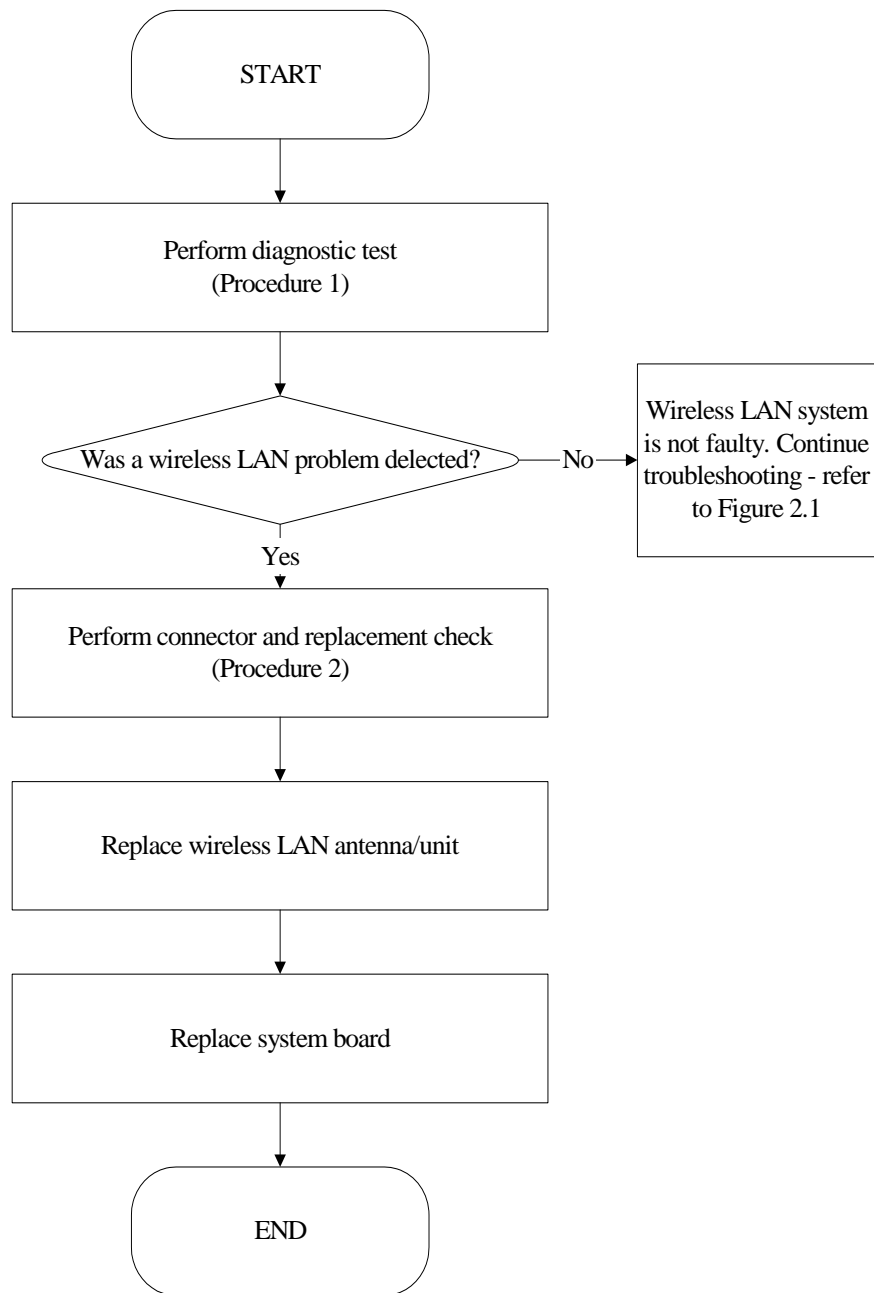 START
Perform diagnostic test
(Procedure 1)
Was a wireless LAN problem delected?
No
Wireless LAN system
is not faulty. Continue
troubleshooting - refer
to Figure 2.1
Yes
Perform connector and replacement check
(Procedure 2)
Replace wireless LAN antenna/unit
Replace system board
END